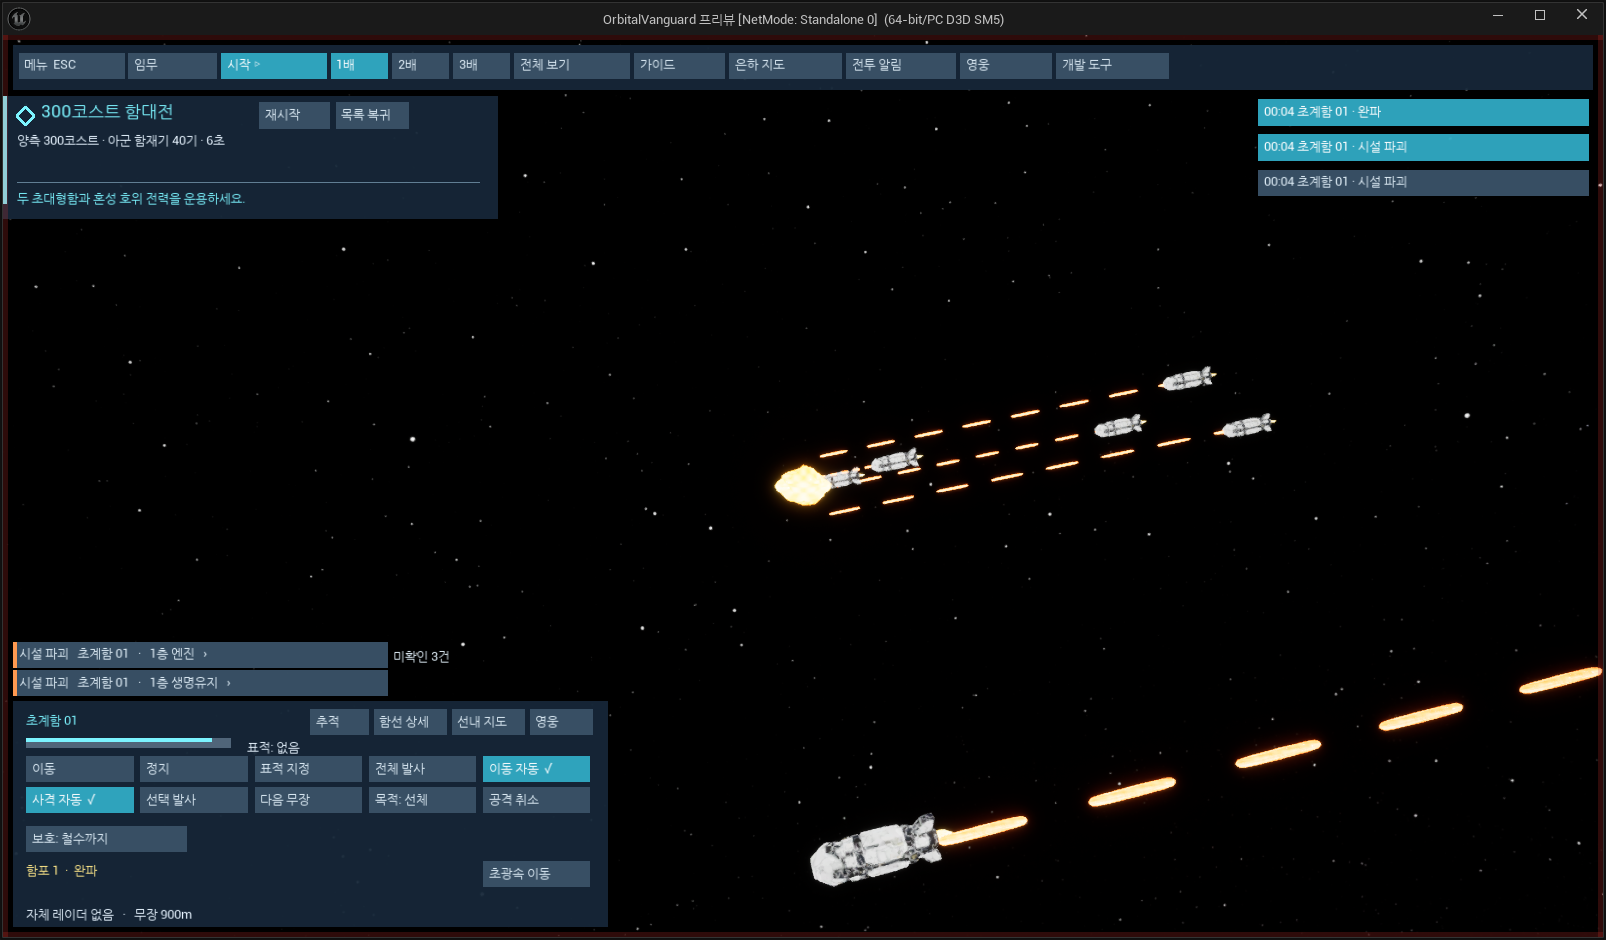 OrbitalVanguard 프리뷰 [NetMode: Standalone 0] (64-bit/PC D3D SM5)
메뉴 ESC 임무 시작 ▷ 1배 2배 3배 전체 보기 가이드 은하 지도 전투 알림 영웅 개발 도구
300코스트 함대전 재시작 목록 복귀
양측 300코스트 · 아군 함재기 40기 · 6초
두 초대형함과 혼성 호위 전력을 운용하세요.
00:04 초계함 01 · 완파
00:04 초계함 01 · 시설 파괴
00:04 초계함 01 · 시설 파괴
시설 파괴 초계함 01 · 1층 엔진 › 미확인 3건
시설 파괴 초계함 01 · 1층 생명유지 ›
초계함 01 추적 함선 상세 선내 지도 영웅
표적: 없음
이동 정지 표적 지정 전체 발사 이동 자동 √
사격 자동 √ 선택 발사 다음 무장 목적: 선체 공격 취소
보호: 철수까지
함포 1 · 완파 초광속 이동
자체 레이더 없음 · 무장 900m